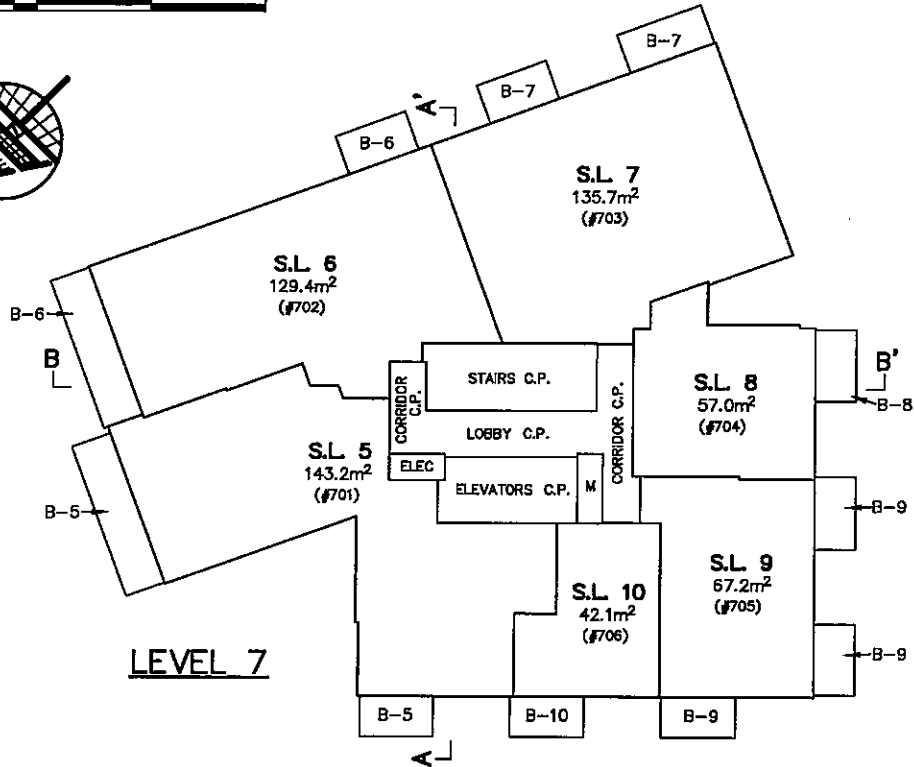 B-7
B-7
A'
B-6
S.L. 7
135.7m²
(#703)
S.L. 6
129.4m²
(#702)
B-6
B
B'
STAIRS C.P.
CORRIDOR
C.P.
CORRIDOR C.P.
S.L. 8
57.0m²
(#704)
B-8
LOBBY C.P.
S.L. 5
143.2m²
(#701)
ELEC
ELEVATORS C.P.
M
B-5
B-9
S.L. 9
67.2m²
(#705)
S.L. 10
42.1m²
(#706)
LEVEL 7
B-9
B-5
B-10
B-9
A